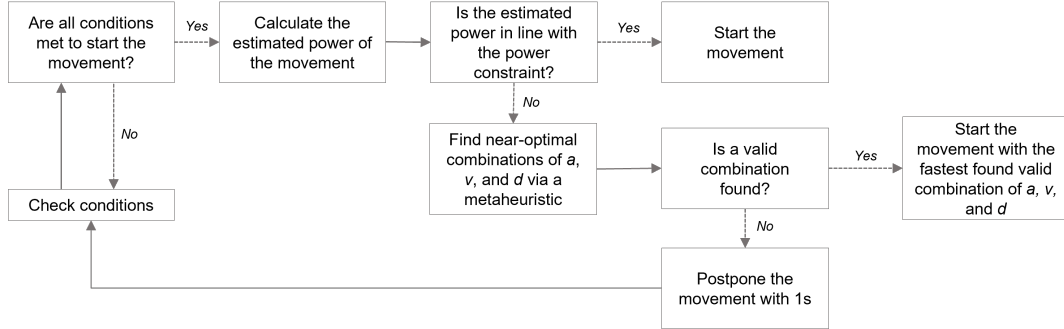 Are all conditions
met to start the
movement?
Yes
Calculate the
estimated power of
the movement
Is the estimated
power in line with
the power
constraint?
Yes
Start the
movement
No
No
Find near-optimal
combinations of a,
v, and d via a
metaheuristic
Is a valid
combination
found?
Yes
Start the
movement with the
fastest found valid
combination of a, v,
and d
Check conditions
No
Postpone the
movement with 1s